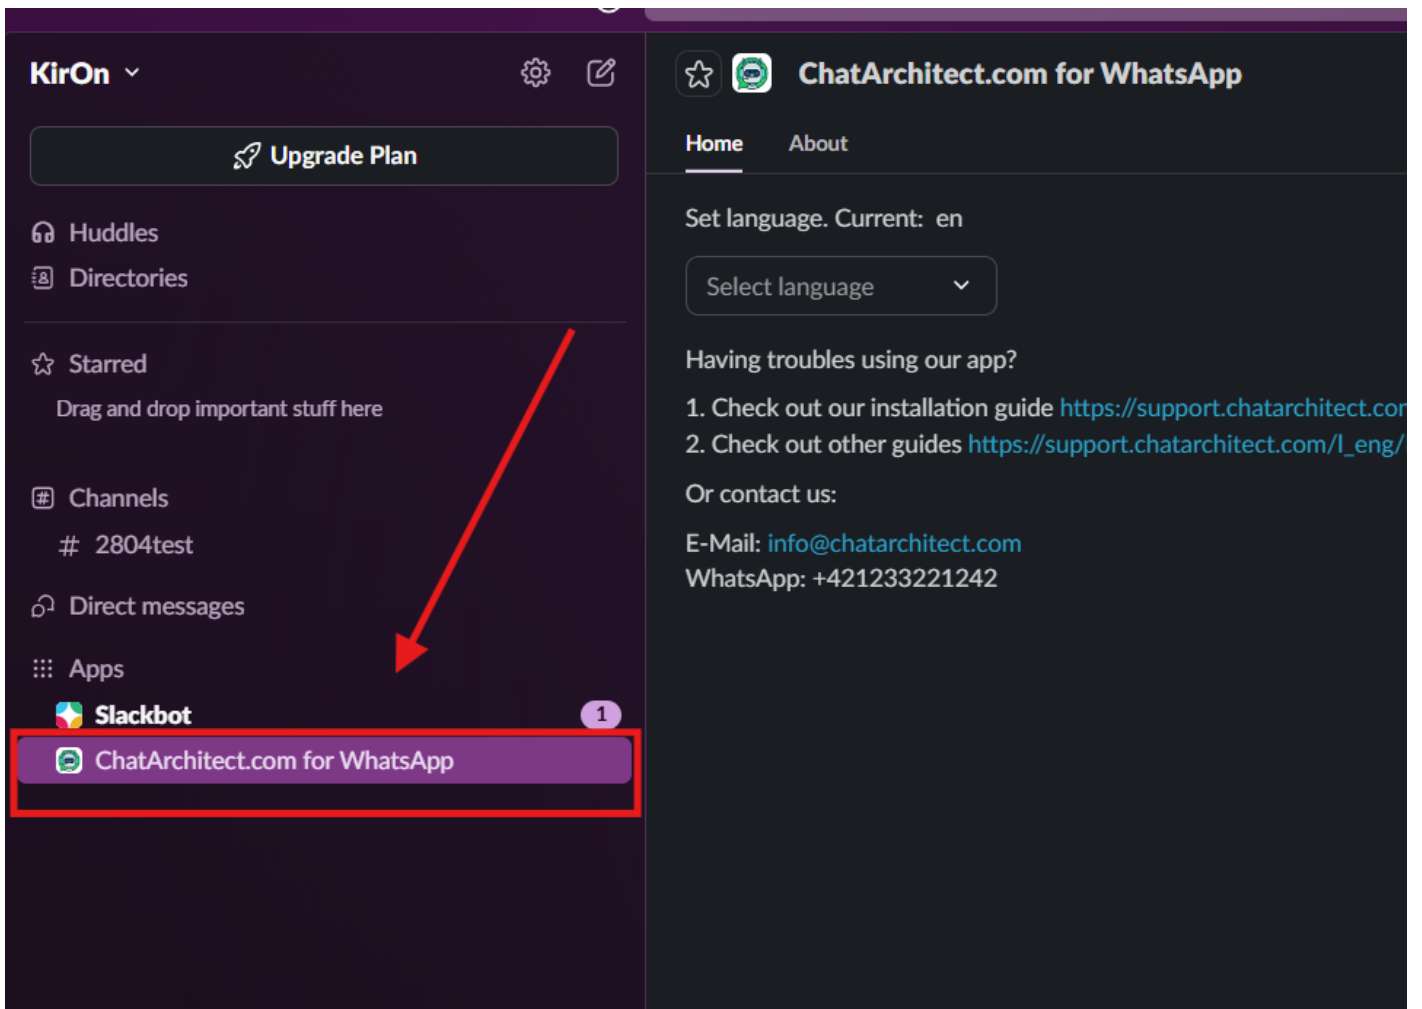 KirOn
Upgrade Plan
Huddles
Directories
Starred
Drag and drop important stuff here
Channels
# 2804test
Direct messages
Apps
Slackbot 1
ChatArchitect.com for WhatsApp
ChatArchitect.com for WhatsApp
Home About
Set language. Current: en
Select language
Having troubles using our app?
1. Check out our installation guide https://support.chatarchitect.com
2. Check out other guides https://support.chatarchitect.com/l_eng/
Or contact us:
E-Mail: info@chatarchitect.com
WhatsApp: +421233221242